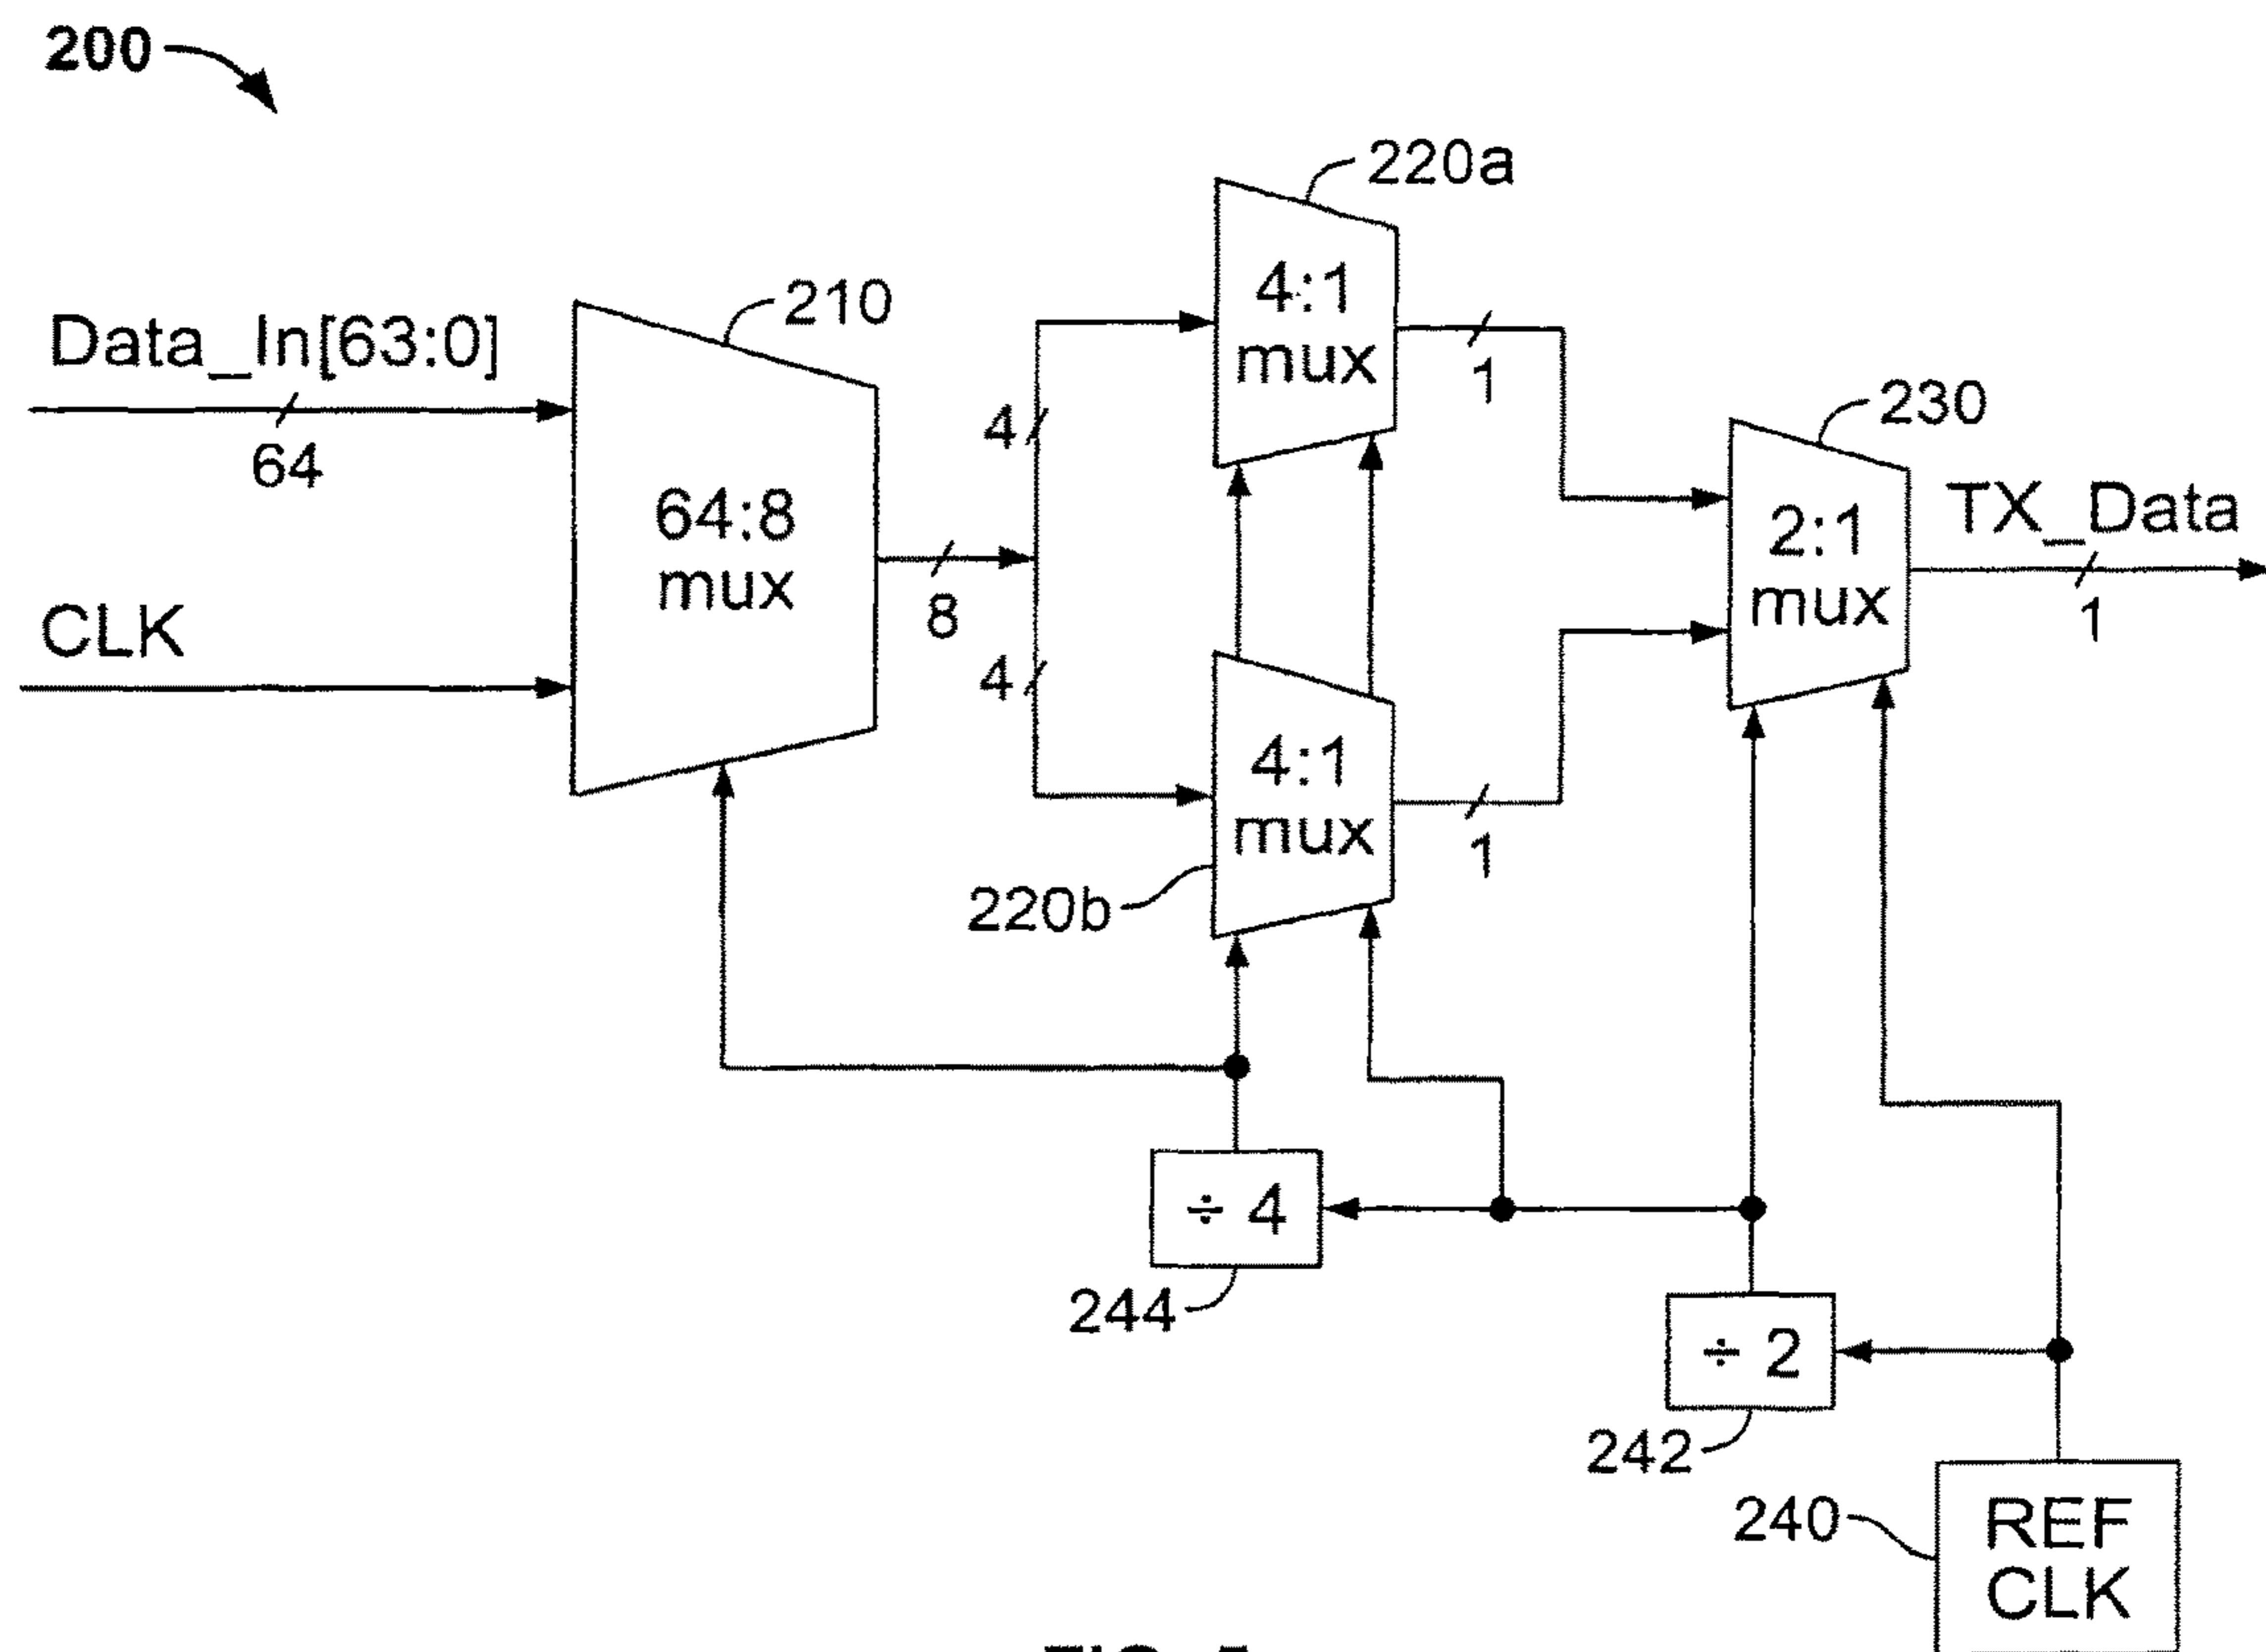 200
220a
4:1
mux
1
210
Data_In[63:0]
64
64:8
mux
CLK
8
4
4
4:1
mux
1
220b
230
2:1
mux
TX_Data
1
÷ 4
244
÷ 2
242
240
REF
CLK